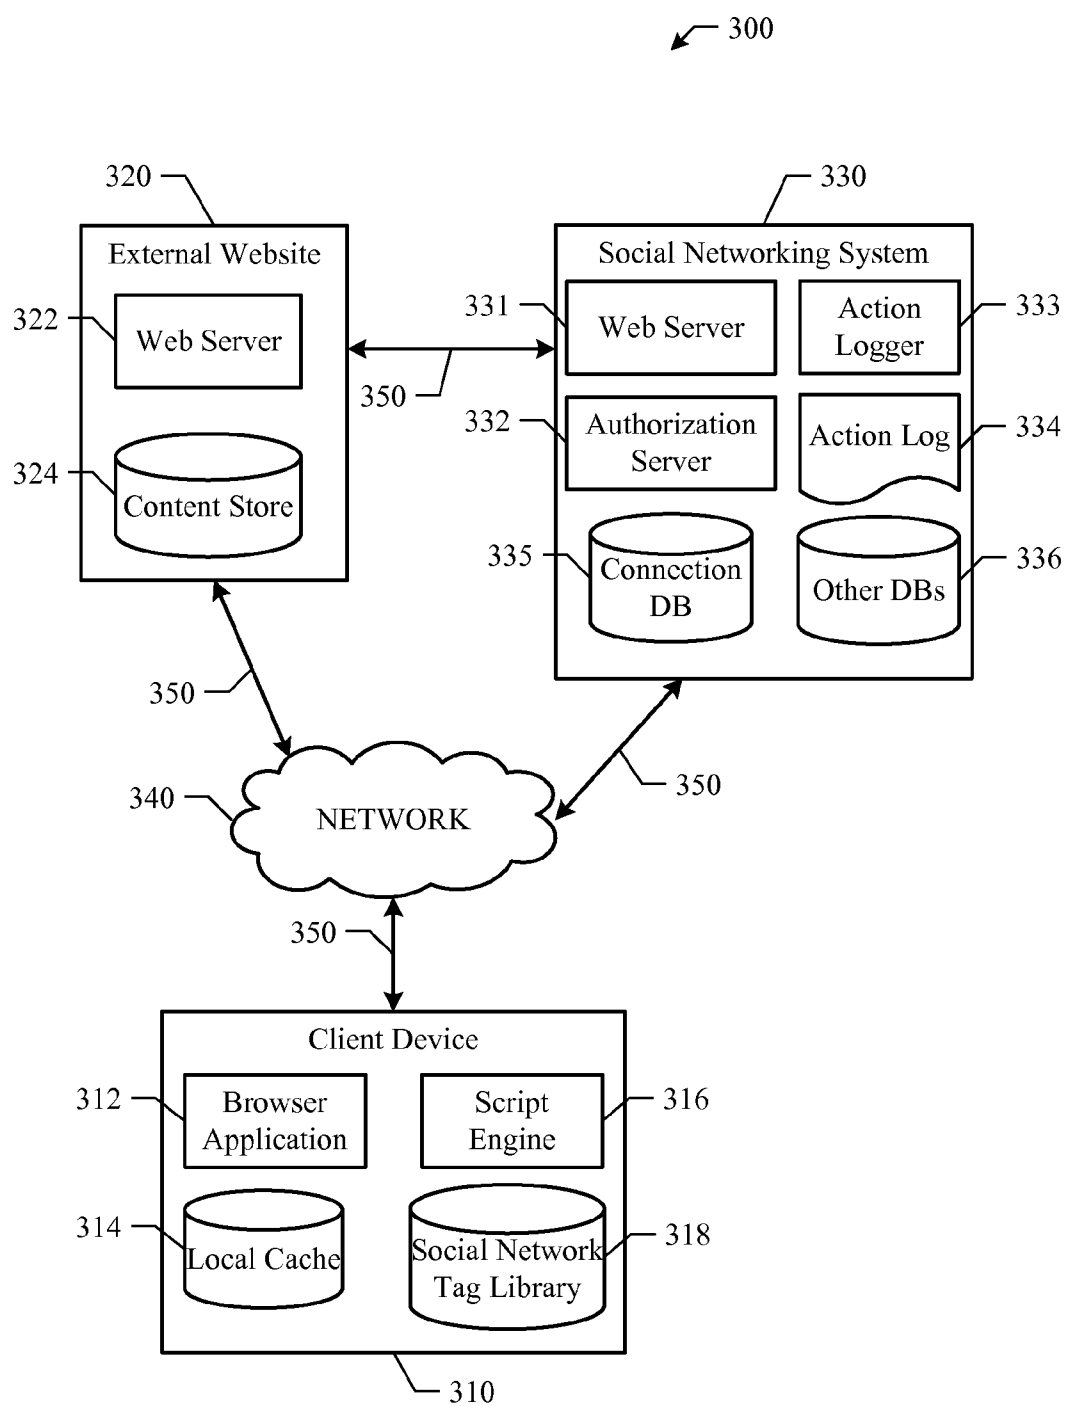 300
320
330
External Website
Social Networking System
322
Web Server
331
Web Server
Action
Logger
333
350
324
Content Store
332
Authorization
Server
Action Log
334
335
Connection
DB
Other DBs
336
350
350
340
NETWORK
350
Client Device
312
Browser
Application
Script
Engine
316
314
Local Cache
Social Network
Tag Library
318
310